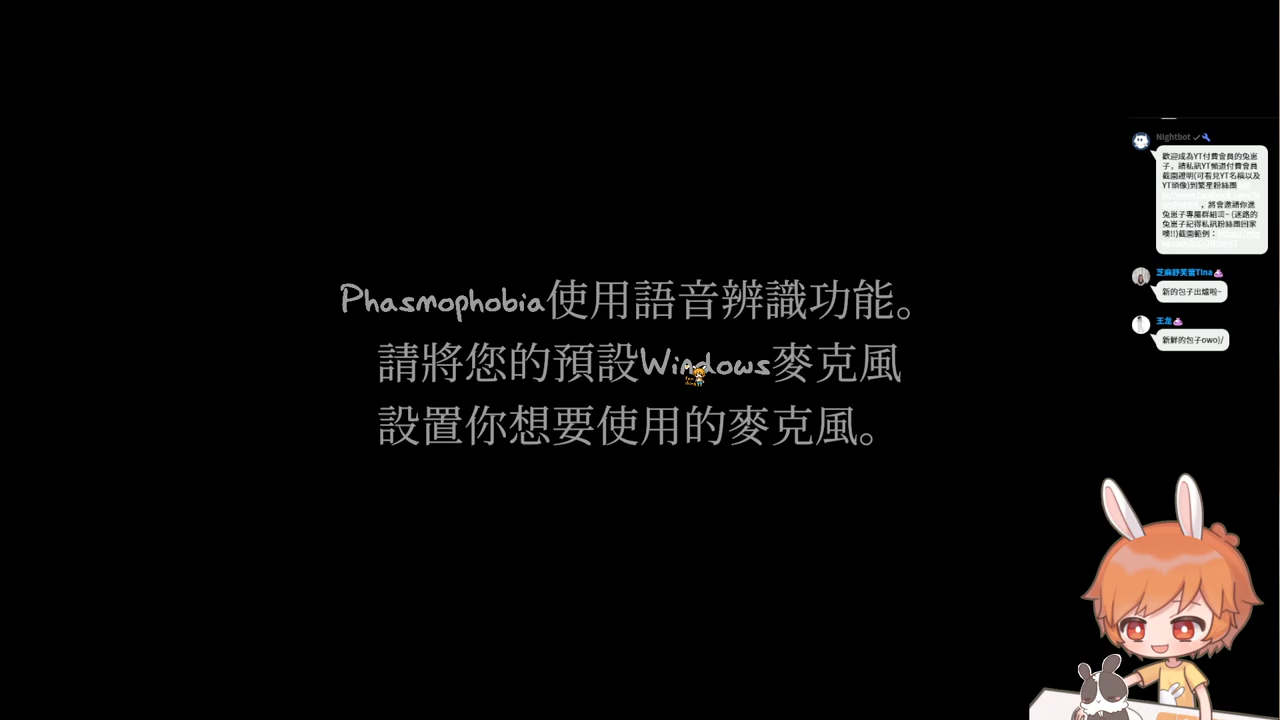 Phasmophobia使用語音辨識功能。
請將您的預設Windows麥克風
設置你想要使用的麥克風。
Nightbot
歡迎成為YT付費會員的兔崽
子，請私訊YT頻道付費會員
截圖證明(可看見YT名稱以及
YT頭像)到繁星粉絲團
，將會邀請你進
兔崽子專屬群組唷~ (迷路的
兔崽子記得私訊粉絲團回家
噢!!)截圖範例：
芝麻舒芙蕾Tina
新的包子出爐啦~
王龙
新鮮的包子owo)/